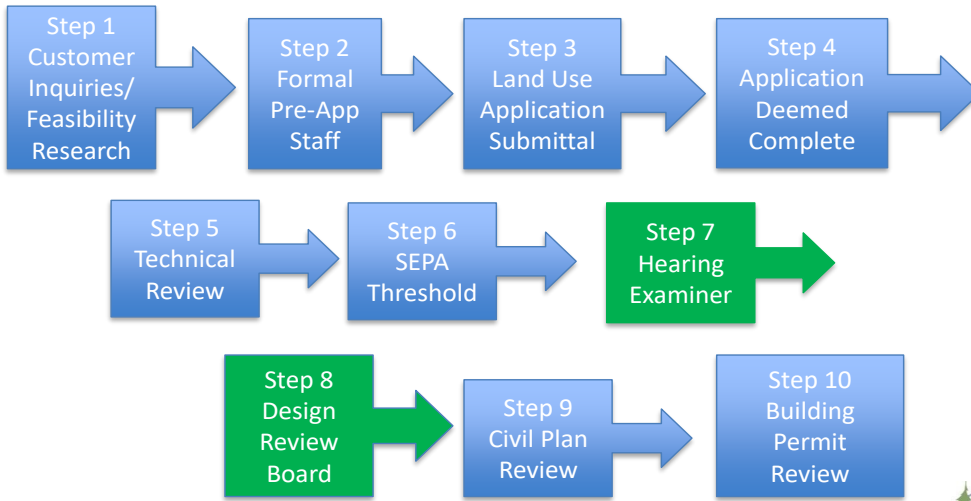 Step 1
Customer
Inquiries/
Feasibility
Research
Step 2
Formal
Pre-App
Staff
Step 3
Land Use
Application
Submittal
Step 4
Application
Deemed
Complete
Step 5
Technical
Review
Step 6
SEPA
Threshold
Step 7
Hearing
Examiner
Step 8
Design
Review
Board
Step 9
Civil Plan
Review
Step 10
Building
Permit
Review